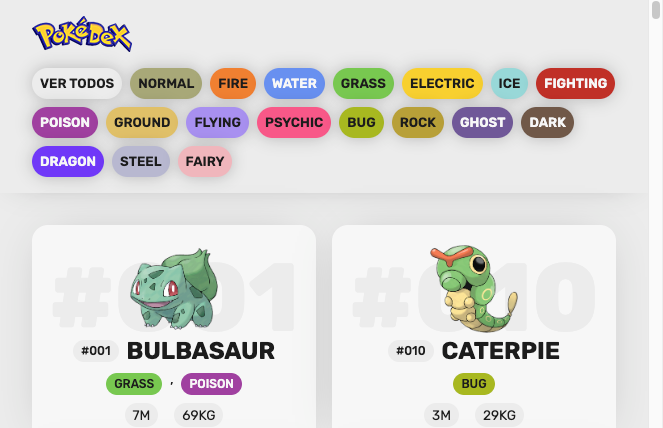 PokéDeX
VER TODOS NORMAL FIRE WATER GRASS ELECTRIC ICE FIGHTING
POISON GROUND FLYING PSYCHIC BUG ROCK GHOST DARK
DRAGON STEEL FAIRY
#001 #010
#001 BULBASAUR #010 CATERPIE
GRASS , POISON BUG
7M 69KG 3M 29KG